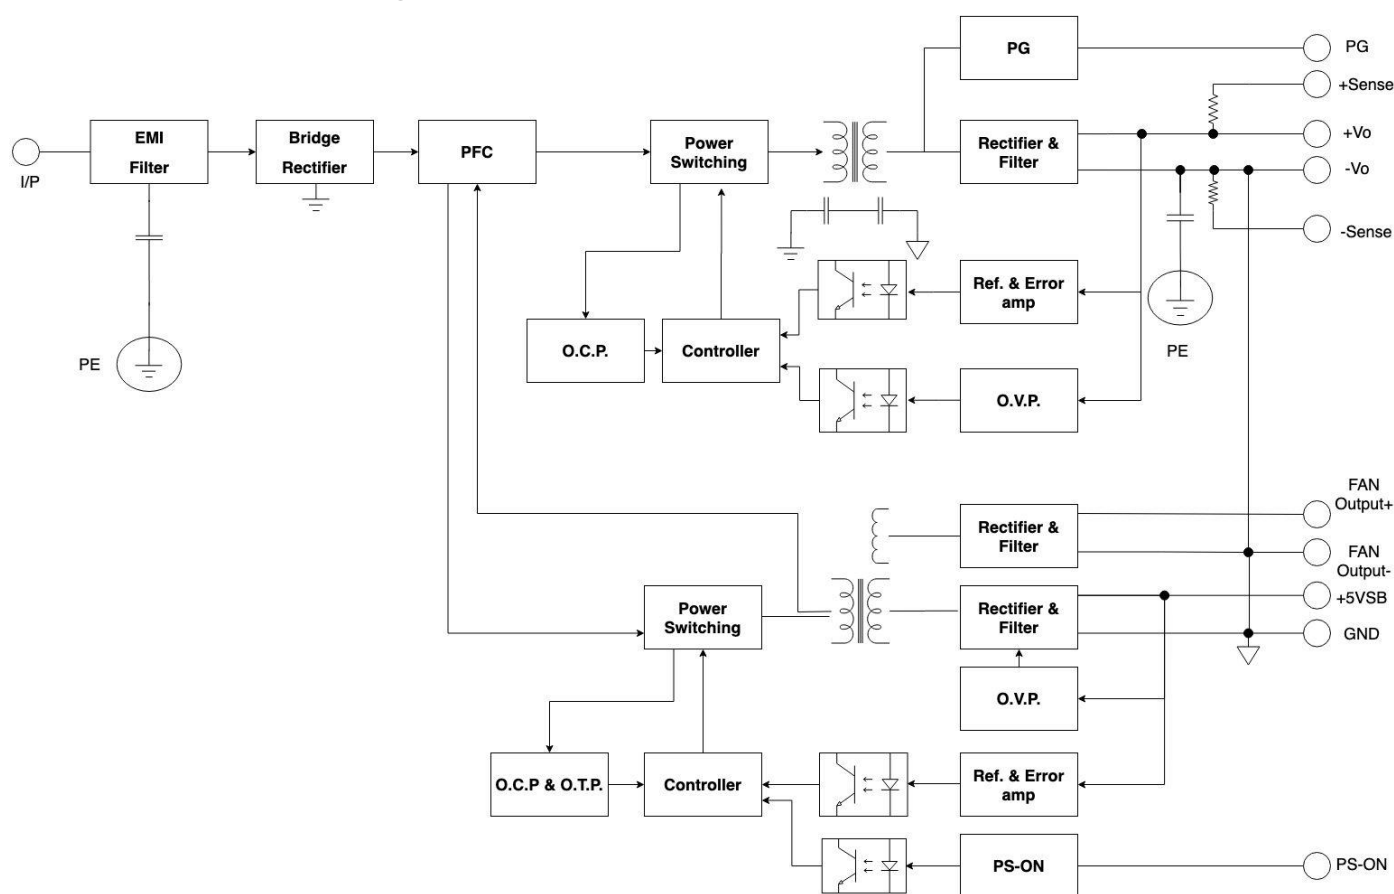 PG
PG
+Sense
EMI
Filter
Bridge
Rectifier
PFC
Power
Switching
Rectifier &
Filter
+Vo
-Vo
I/P
-Sense
Ref. & Error
amp
O.C.P.
Controller
PE
PE
O.V.P.
FAN
Output+
Rectifier &
Filter
FAN
Output-
Power
Switching
Rectifier &
Filter
+5VSB
GND
O.V.P.
O.C.P & O.T.P.
Controller
Ref. & Error
amp
PS-ON
PS-ON